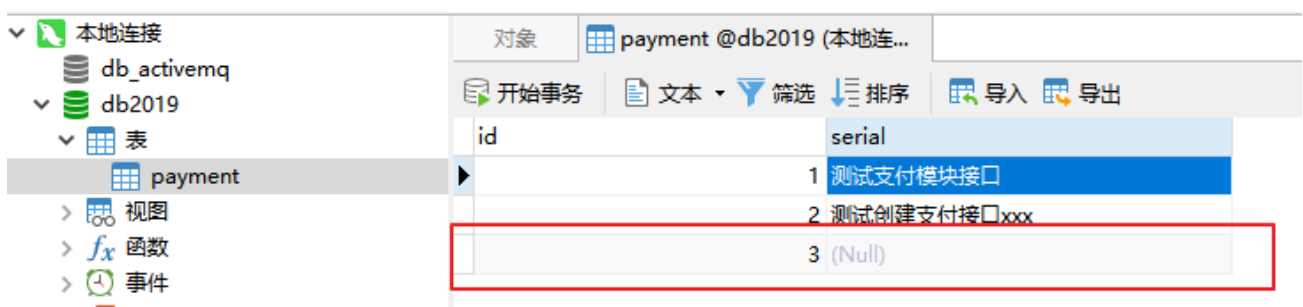 本地连接
db_activemq
db2019
表
payment
视图
fx 函数
事件
对象 payment @db2019 (本地连...
开始事务 文本 筛选 排序 导入 导出
id serial
1 测试支付模块接口
2 测试创建支付接口xxx
3 (Null)